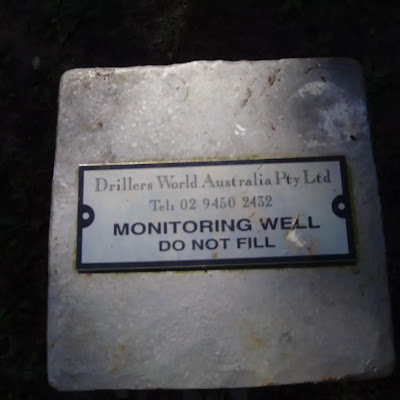 Drillers World Australia Pty Ltd
Tel: 02 9450 2432
MONITORING WELL
DO NOT FILL